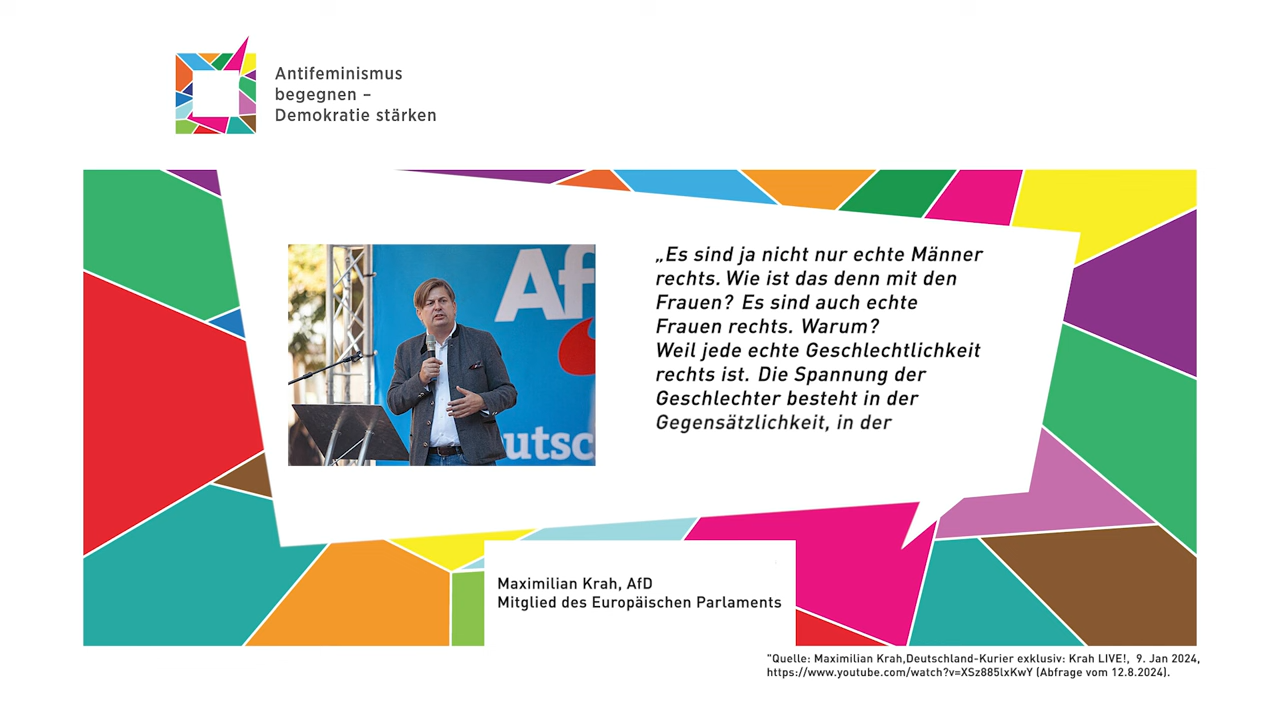 Antifeminismus
begegnen –
Demokratie stärken
AfD
utsc
„Es sind ja nicht nur echte Männer
rechts. Wie ist das denn mit den
Frauen? Es sind auch echte
Frauen rechts. Warum?
Weil jede echte Geschlechtlichkeit
rechts ist. Die Spannung der
Geschlechter besteht in der
Gegensätzlichkeit, in der
Maximilian Krah, AfD
Mitglied des Europäischen Parlaments
"Quelle: Maximilian Krah,Deutschland-Kurier exklusiv: Krah LIVE!, 9. Jan 2024,
https://www.youtube.com/watch?v=XSz885lxKwY (Abfrage vom 12.8.2024).